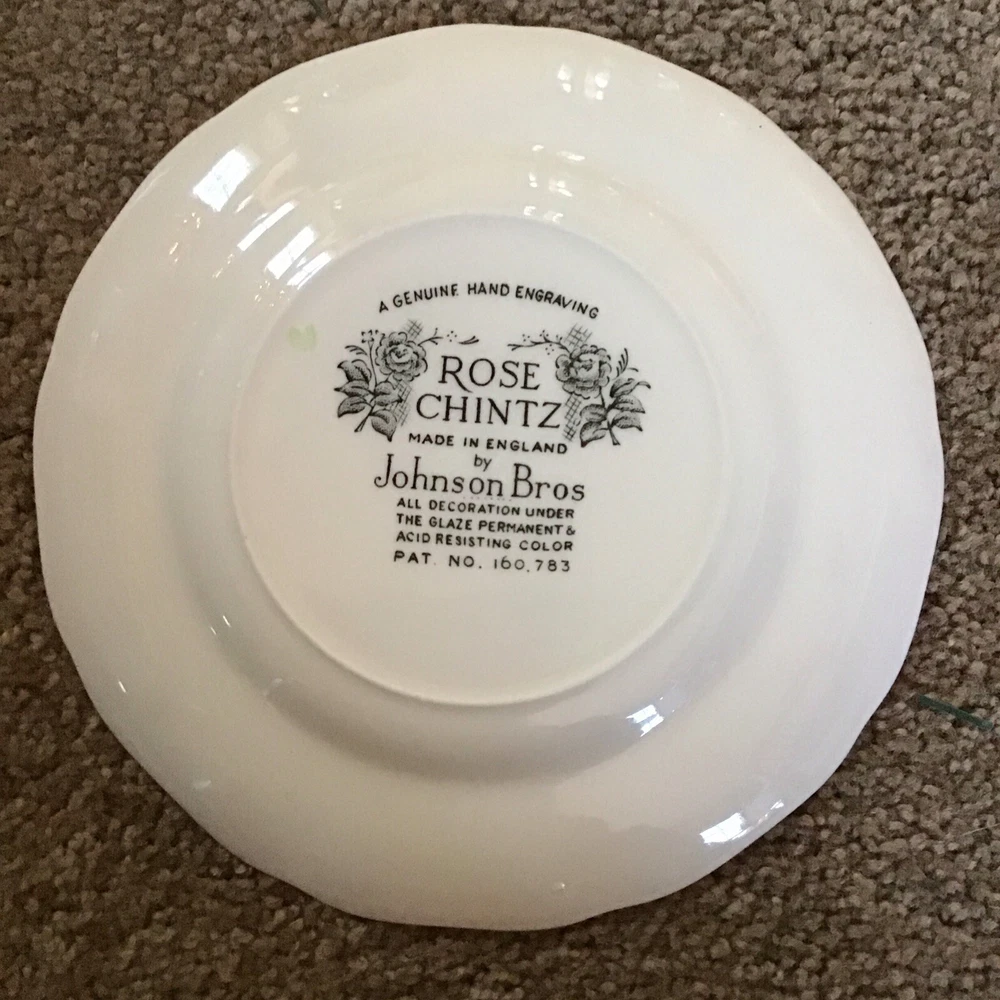 A GENUINE HAND ENGRAVING
ROSE
CHINTZ
MADE IN ENGLAND
by
Johnson Bros
ALL DECORATION UNDER
THE GLAZE PERMANENT &
ACID RESISTING COLOR
PAT. NO. 160,783